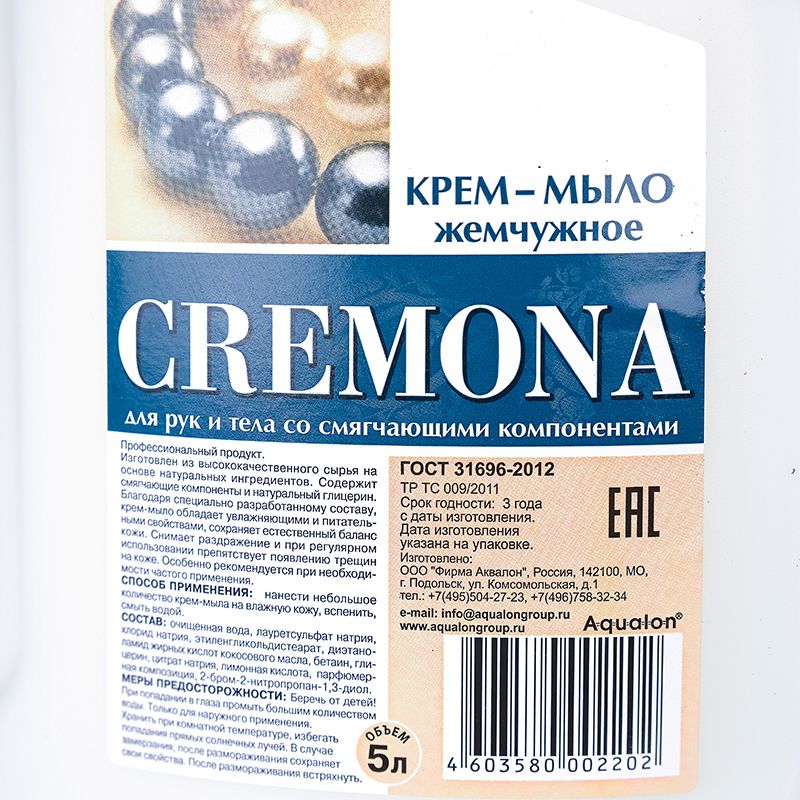 КРЕМ – МЫЛО
жемчужное
CREMONA
для рук и тела со смягчающими компонентами
Профессиональный продукт.
Изготовлен из высококачественного сырья на
основе натуральных ингредиентов. Содержит
смягчающие компоненты и натуральный глицерин.
Благодаря специально разработанному составу,
крем-мыло обладает увлажняющими и питатель-
ными свойствами, сохраняет естественный баланс
кожи. Снимает раздражение и при регулярном
использовании препятствует появлению трещин
на коже. Особенно рекомендуется при необходи-
мости частого применения.
СПОСОБ ПРИМЕНЕНИЯ: нанести небольшое
количество крем-мыла на влажную кожу, вспенить,
смыть водой.
СОСТАВ: очищенная вода, лауретсульфат натрия,
хлорид натрия, этиленгликольдистеарат, диэтано-
ламид жирных кислот кокосового масла, бетаин, гли-
церин, цитрат натрия, лимонная кислота, парфюмер-
ная композиция, 2-бром-2-нитропропан-1,3-диол.
МЕРЫ ПРЕДОСТОРОЖНОСТИ: Беречь от детей!
При попадании в глаза промыть большим количеством
воды. Только для наружного применения.
Хранить при комнатной температуре, избегать
попадания прямых солнечных лучей. В случае
замерзания, после размораживания сохраняет
свои свойства. После размораживания встряхнуть.
ОБЪЕМ
5л
ГОСТ 31696-2012
ТР ТС 009/2011
Срок годности: 3 года
с даты изготовления.
Дата изготовления
указана на упаковке.
EAC
Изготовлено:
ООО "Фирма Аквалон", Россия, 142100, МО,
г. Подольск, ул. Комсомольская, д.1
тел.: +7(495)504-27-23, +7(496)758-32-34
e-mail: info@aqualongroup.ru
www.aqualongroup.ru
Aqualon®
4 603580 002202